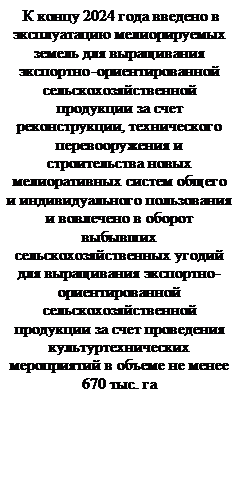 К концу 2024 года введено в
эксплуатацию мелиорируемых
земель для выращивания
экспортно-ориентированной
сельскохозяйственной
продукции за счет
реконструкции, технического
перевооружения и
строительства новых
мелиоративных систем общего
и индивидуального пользования
и вовлечено в оборот
выбывших
сельскохозяйственных угодий
для выращивания экспортно-
ориентированной
сельскохозяйственной
продукции за счет проведения
культуртехнических
мероприятий в объеме не менее
670 тыс. га